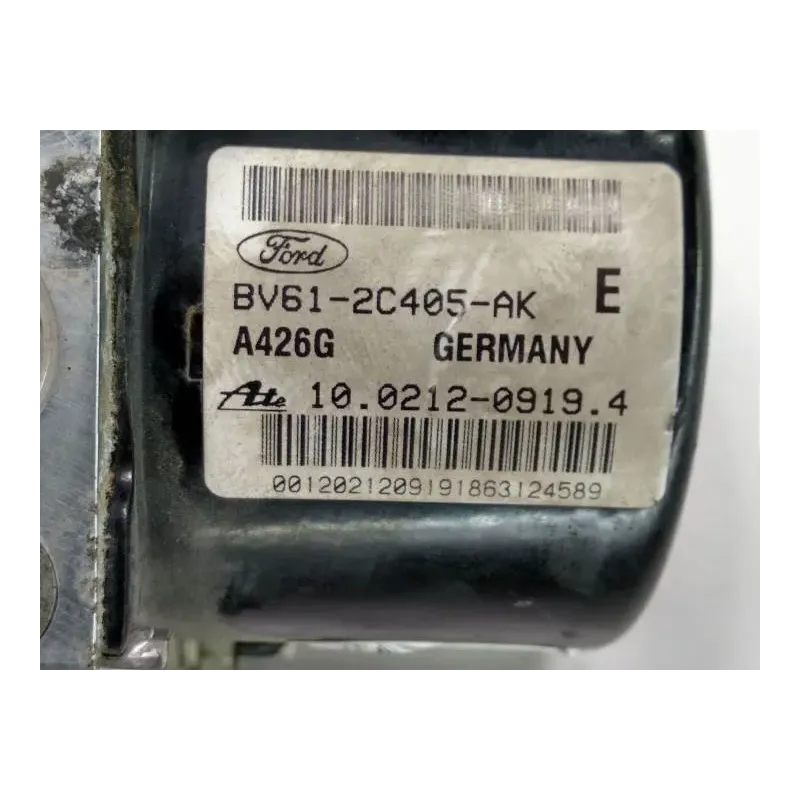 Ford
BV61-2C405-AK E
A426G GERMANY
Ate 10.0212-0919.4
00120212091918631245​89